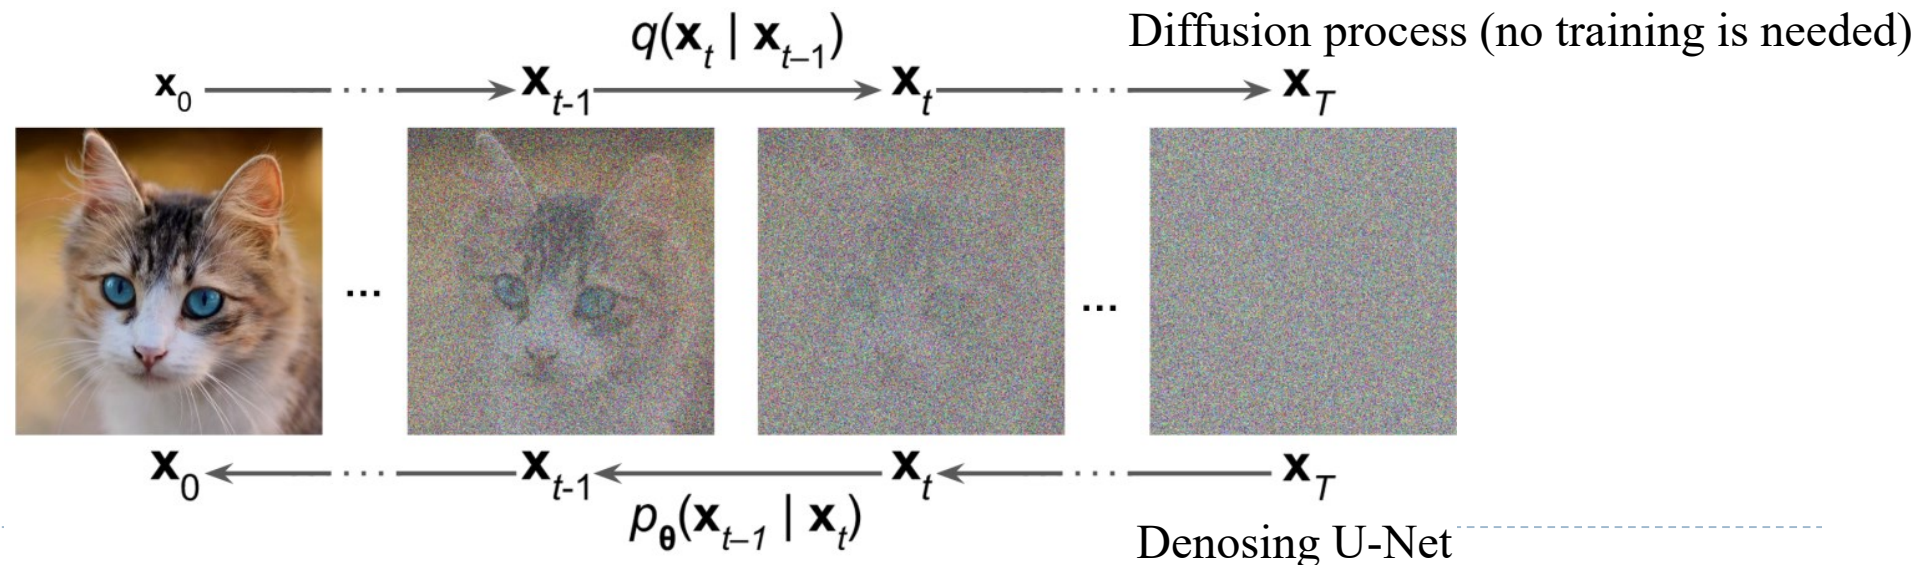 q(x_t | x_{t–1}) Diffusion process (no training is needed)
x_0 ... x_{t-1} x_t ... x_T
... ...
x_0 ... x_{t-1} x_t ... x_T
p_θ(x_{t–1} | x_t)
Denosing U-Net